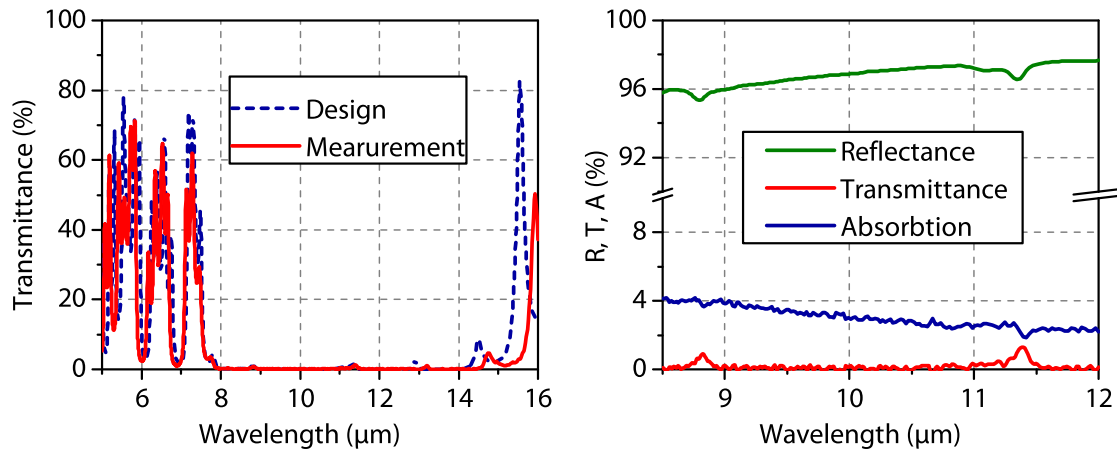 100
80
60
40
20
0
Transmittance (%)
Design
Mearurement
6 8 10 12 14 16
Wavelength (µm)
100
96
92
8
4
0
R, T, A (%)
Reflectance
Transmittance
Absorbtion
9 10 11 12
Wavelength (µm)